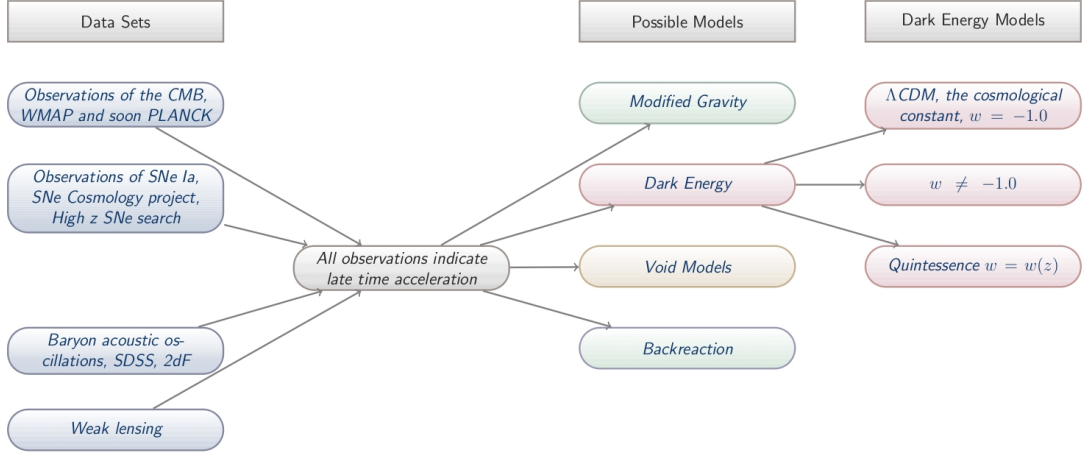 Data Sets
Possible Models
Dark Energy Models
Observations of the CMB,
WMAP and soon PLANCK
Modified Gravity
ΛCDM, the cosmological
constant, w = −1.0
Observations of SNe Ia,
SNe Cosmology project,
High z SNe search
Dark Energy
w ≠ −1.0
All observations indicate
late time acceleration
Void Models
Quintessence w = w(z)
Baryon acoustic os-
cillations, SDSS, 2dF
Backreaction
Weak lensing